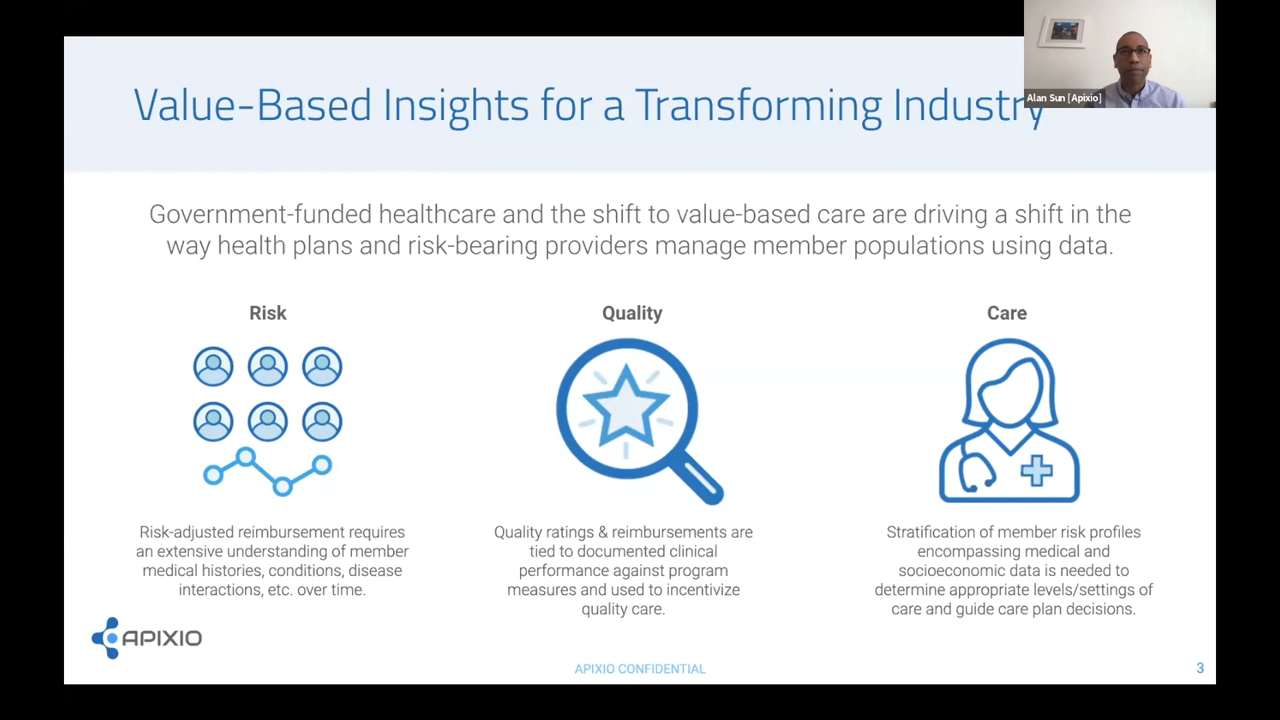 Value-Based Insights for a Transforming Industry
Alan Sun [Apixio]
Government-funded healthcare and the shift to value-based care are driving a shift in the
way health plans and risk-bearing providers manage member populations using data.
Risk
Risk-adjusted reimbursement requires
an extensive understanding of member
medical histories, conditions, disease
interactions, etc. over time.
Quality
Quality ratings & reimbursements are
tied to documented clinical
performance against program
measures and used to incentivize
quality care.
Care
Stratification of member risk profiles
encompassing medical and
socioeconomic data is needed to
determine appropriate levels/settings of
care and guide care plan decisions.
APIXIO
APIXIO CONFIDENTIAL
3